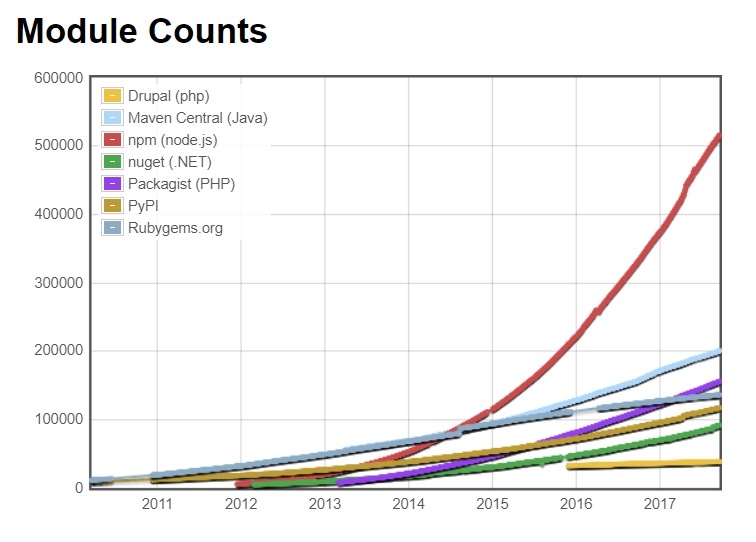 Module Counts
600000
500000
400000
300000
200000
100000
0
Drupal (php)
Maven Central (Java)
npm (node.js)
nuget (.NET)
Packagist (PHP)
PyPI
Rubygems.org
2011 2012 2013 2014 2015 2016 2017